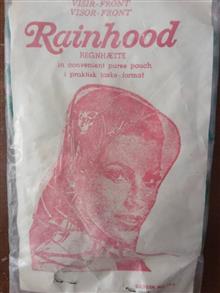 VISIR-FRONT
VISOR-FRONT
Rainhood
REGNHÆTTE
in convenient purse pouch
i praktisk taske-format